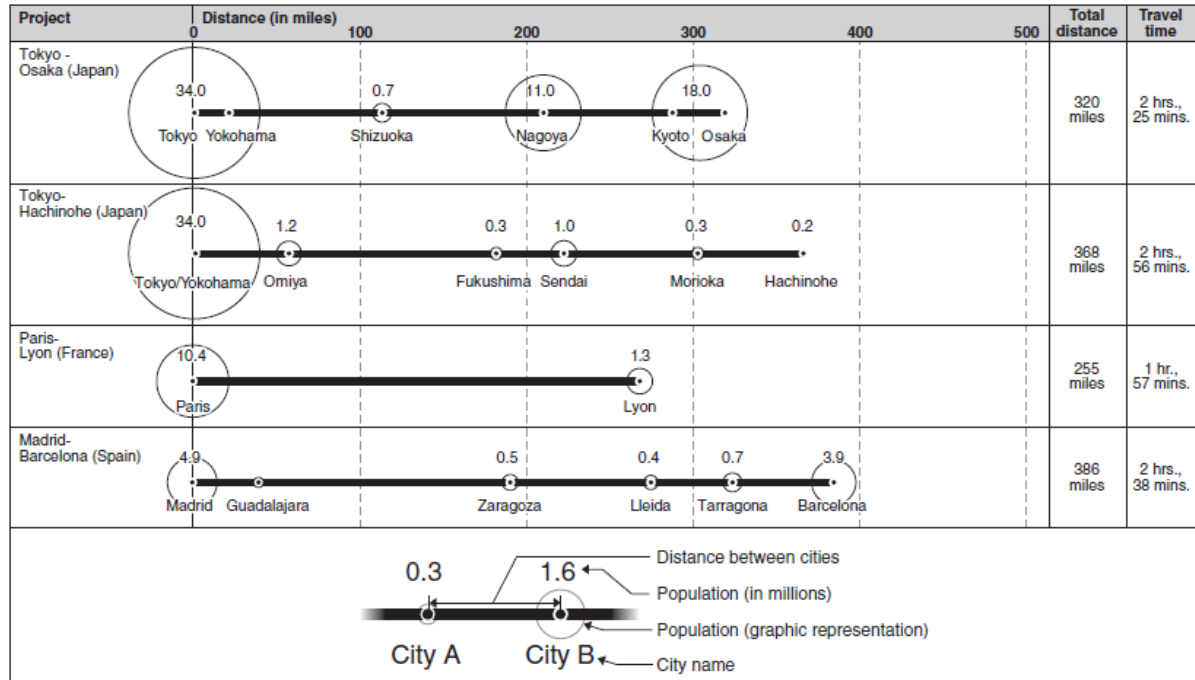 Project
Distance (in miles)
Total
distance
Travel
time
0
100
200
300
400
500
Tokyo -
Osaka (Japan)
34.0
0.7
11.0
18.0
Tokyo
Yokohama
Shizuoka
Nagoya
Kyoto
Osaka
320
miles
2 hrs.,
25 mins.
Tokyo-
Hachinohe (Japan)
34.0
1.2
0.3
1.0
0.3
0.2
Tokyo/Yokohama
Omiya
Fukushima
Sendai
Morioka
Hachinohe
368
miles
2 hrs.,
56 mins.
Paris-
Lyon (France)
10.4
1.3
Paris
Lyon
255
miles
1 hr.,
57 mins.
Madrid-
Barcelona (Spain)
4.9
0.5
0.4
0.7
3.9
Madrid
Guadalajara
Zaragoza
Lleida
Tarragona
Barcelona
386
miles
2 hrs.,
38 mins.
0.3
1.6
Distance between cities
Population (in millions)
Population (graphic representation)
City A
City B
City name